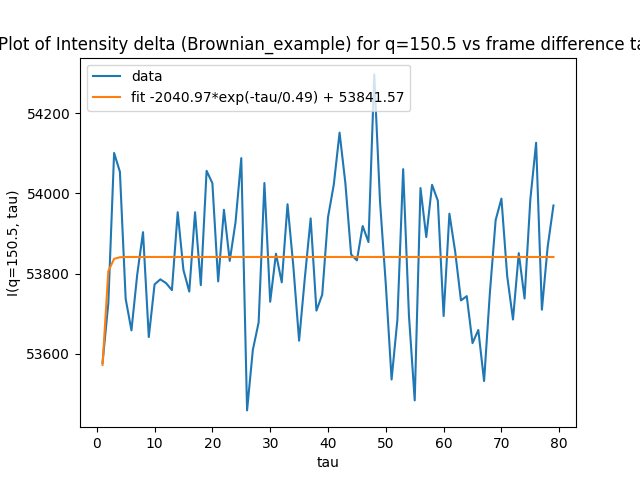 Plot of Intensity delta (Brownian_example) for q=150.5 vs frame difference ta
data
fit -2040.97*exp(-tau/0.49) + 53841.57
I(q=150.5, tau)
54200
54000
53800
53600
0 10 20 30 40 50 60 70 80
tau